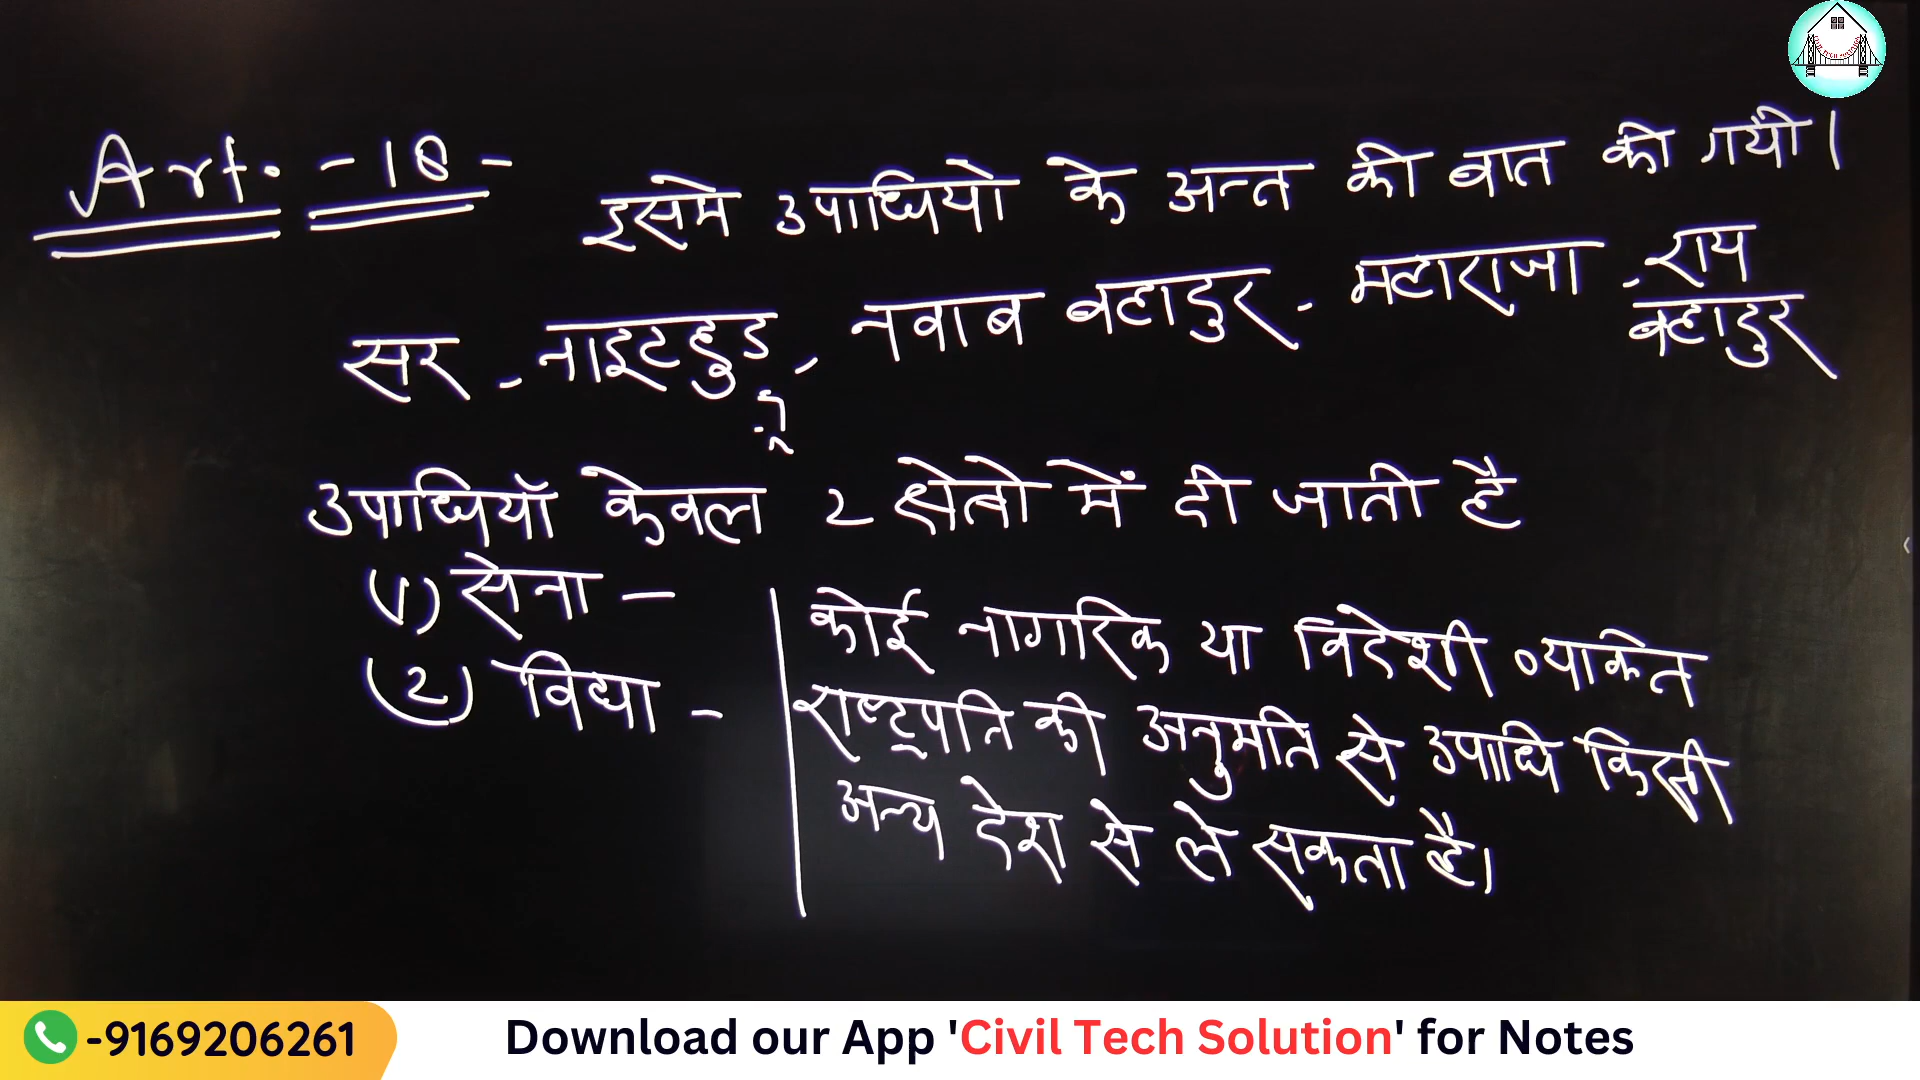 Art. - 18 - इसमे उपाधियो के अन्त की बात की गयी।
सर, नाइटहुड, नवाब बहादुर, महाराजा, राय
बहादुर
उपाधियॉ केवल 2 क्षेत्रो में दी जाती है
(1) सेना -
(2) विद्या -
कोई नागरिक या विदेशी व्यक्ति
राष्ट्रपति की अनुमति से उपाधि किसी
अन्य देश से ले सकता है।
-9169206261
Download our App 'Civil Tech Solution' for Notes